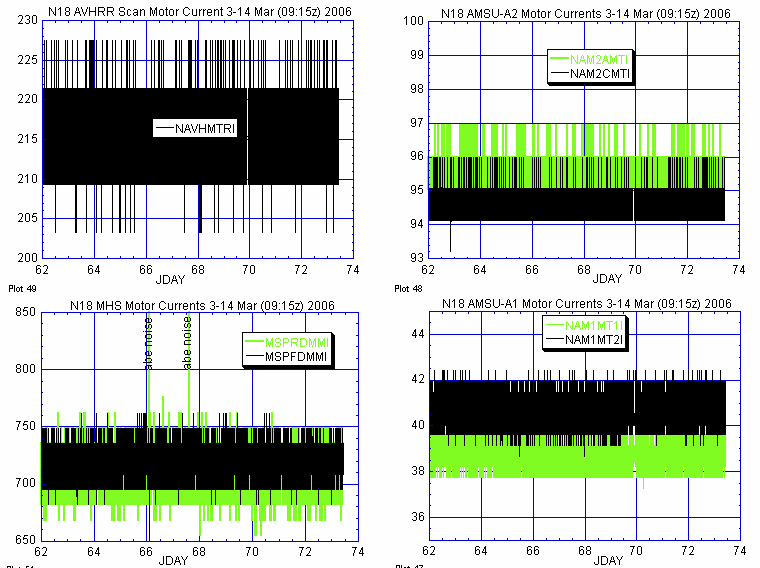 N18 AVHRR Scan Motor Current 3-14 Mar (09:15z) 2006
230
225
220
215
210
205
200
NAVHMTRI
62 64 66 68 70 72 74
JDAY
Plot 49
N18 AMSU-A2 Motor Currents 3-14 Mar (09:15z) 2006
100
99
98
97
96
95
94
93
NAM2AMTI
NAM2CMTI
62 64 66 68 70 72 74
JDAY
Plot 48
N18 MHS Motor Currents 3-14 Mar (09:15z) 2006
850
800
750
700
650
abe noise
abe noise
MSPRDMMI
MSPFDMMI
62 64 66 68 70 72 74
JDAY
N18 AMSU-A1 Motor Currents 3-14 Mar (09:15z) 2006
44
42
40
38
36
NAM1MT1I
NAM1MT2I
62 64 66 68 70 72 74
JDAY